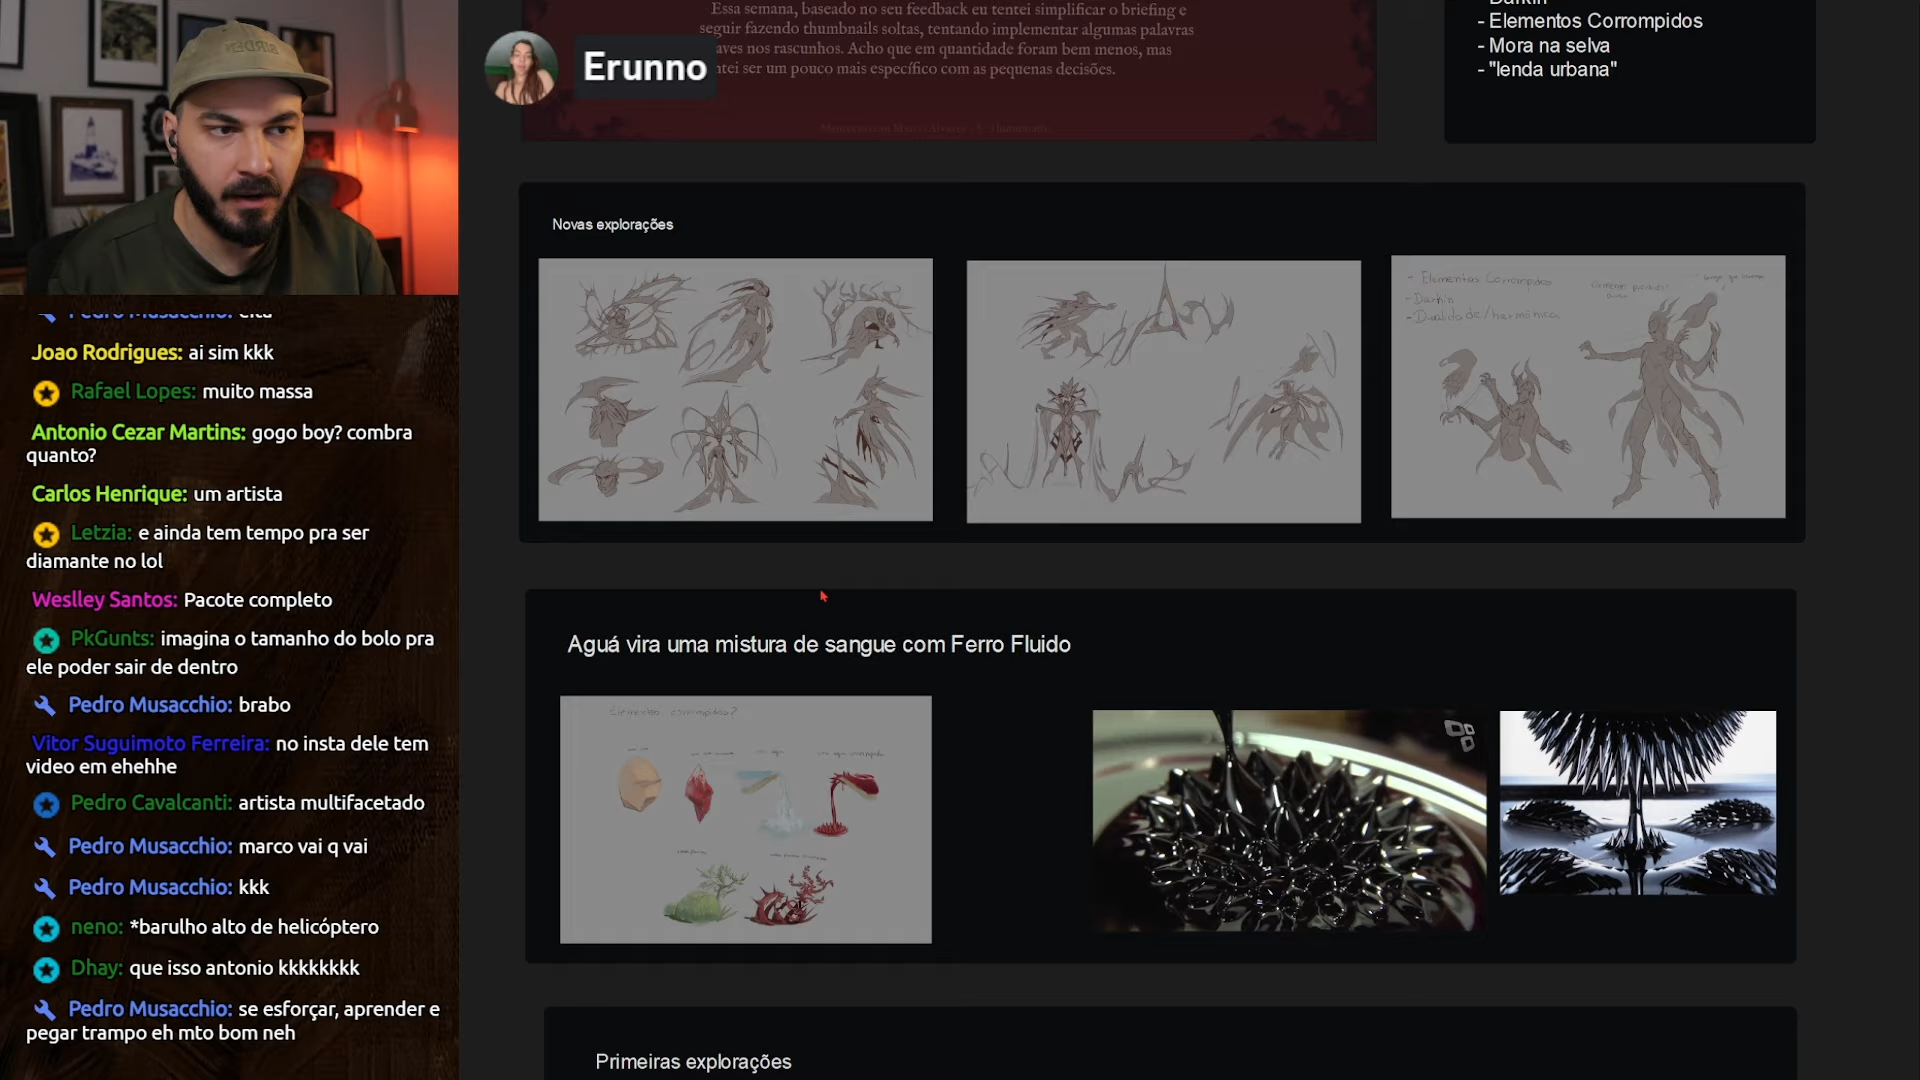 Joao Rodrigues: ai sim kkk
Rafael Lopes: muito massa
Antonio Cezar Martins: gogo boy? combra
quanto?
Carlos Henrique: um artista
Letzia: e ainda tem tempo pra ser
diamante no lol
Weslley Santos: Pacote completo
PkGunts: imagina o tamanho do bolo pra
ele poder sair de dentro
Pedro Musacchio: brabo
Vitor Suguimoto Ferreira: no insta dele tem
video em ehehhe
Pedro Cavalcanti: artista multifacetado
Pedro Musacchio: marco vai q vai
Pedro Musacchio: kkk
neno: *barulho alto de helicóptero
Dhay: que isso antonio kkkkkkkk
Pedro Musacchio: se esforçar, aprender e
pegar trampo eh mto bom neh
Erunno
Essa semana, baseado no seu feedback eu tentei simplificar o briefing e
seguir fazendo thumbnails soltas, tentando implementar algumas palavras
aves nos rascunhos. Acho que em quantidade foram bem menos, mas
ntei ser um pouco mais específico com as pequenas decisões.
- Elementos Corrompidos
- Mora na selva
- "lenda urbana"
Novas explorações
- Elementos Corrompidos
- Darkin
- Dualidade/harmônica
Aguá vira uma mistura de sangue com Ferro Fluido
Elementos corrompidos?
Primeiras explorações